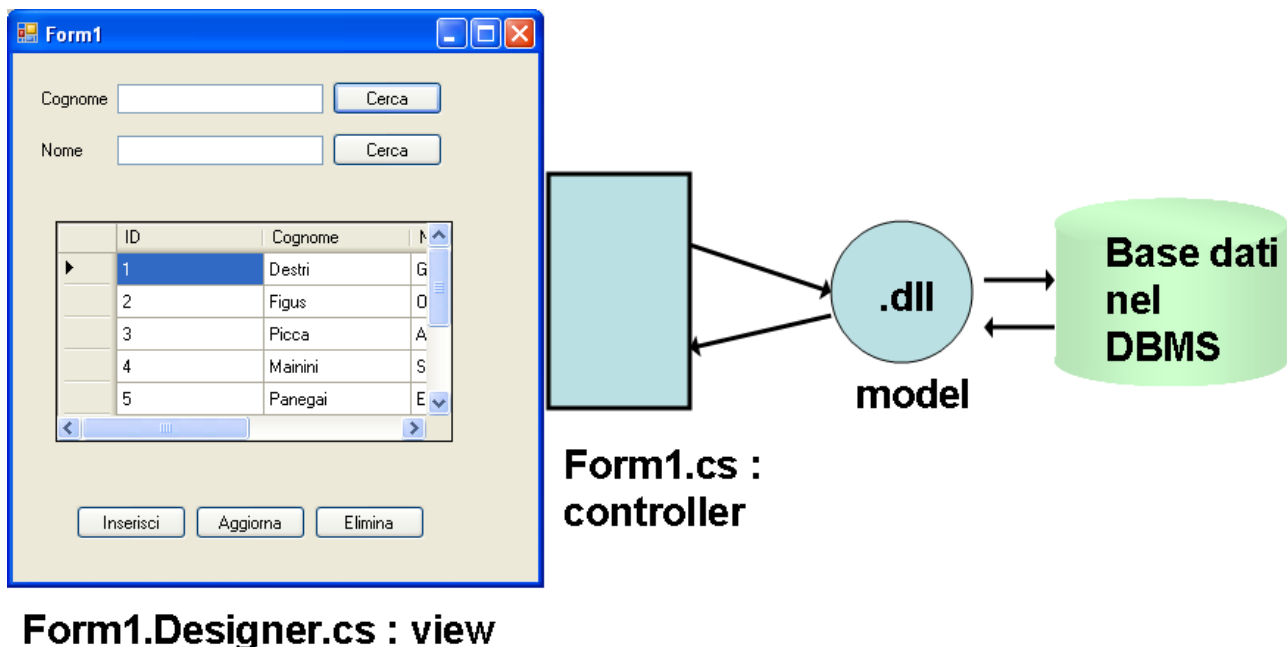 Form1
Cognome
Cerca
Nome
Cerca
ID Cognome
1 Destri G
2 Figus O
3 Picca A
4 Mainini S
5 Panegai E
Inserisci Aggiorna Elimina
Form1.Designer.cs : view
Form1.cs :
controller
.dll
model
Base dati
nel
DBMS